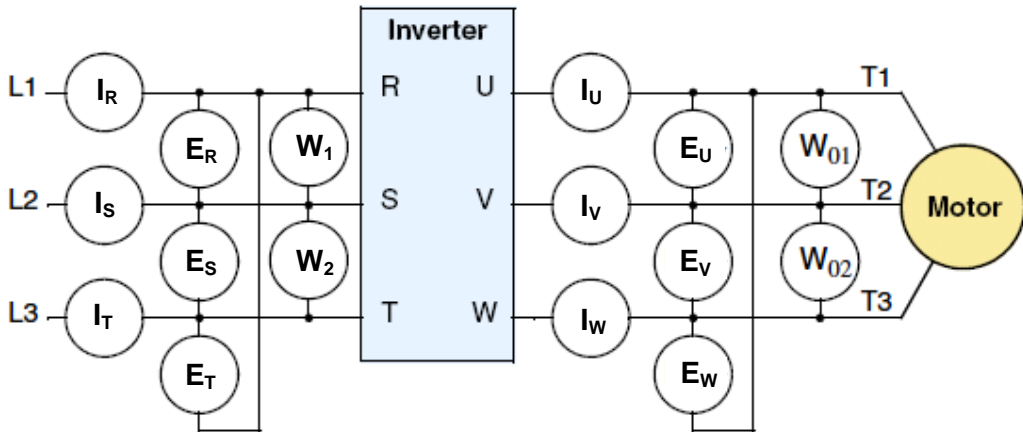 Inverter
L1 I_R R U I_U T1
E_R W_1 E_U W_01
L2 I_S S V I_V T2 Motor
E_S W_2 E_V W_02
L3 I_T T W I_W T3
E_T E_W